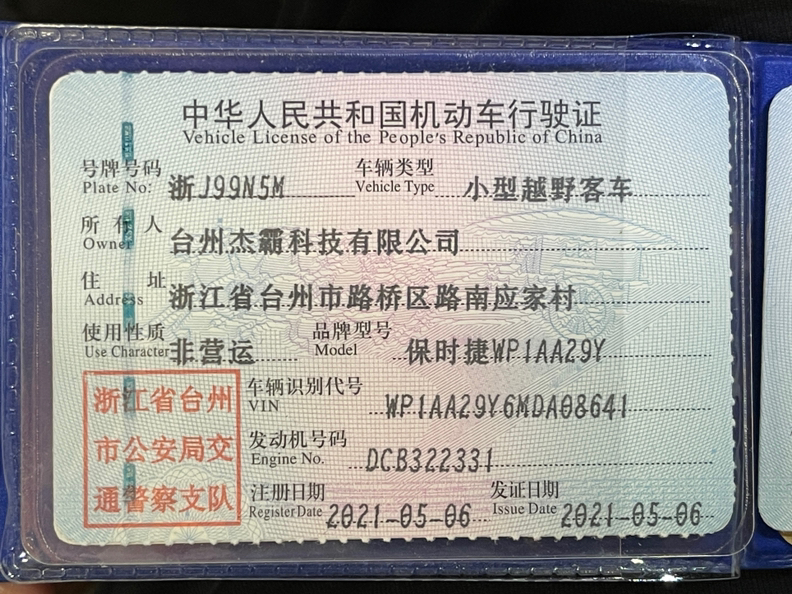 中华人民共和国机动车行驶证
Vehicle License of the People's Republic of China
号牌号码 浙J99N5M 车辆类型 小型越野客车
Plate No: Vehicle Type
所有人 台州杰霸科技有限公司
Owner
住址 浙江省台州市路桥区路南应家村
Address
使用性质 非营运 品牌型号 保时捷WP1AA29Y
Use Character Model
浙江省台州
市公安局交
通警察支队
车辆识别代号 WP1AA29Y6MDA08641
VIN
发动机号码 DCB322331
Engine No.
注册日期 2021-05-06 发证日期 2021-05-06
Register Date Issue Date